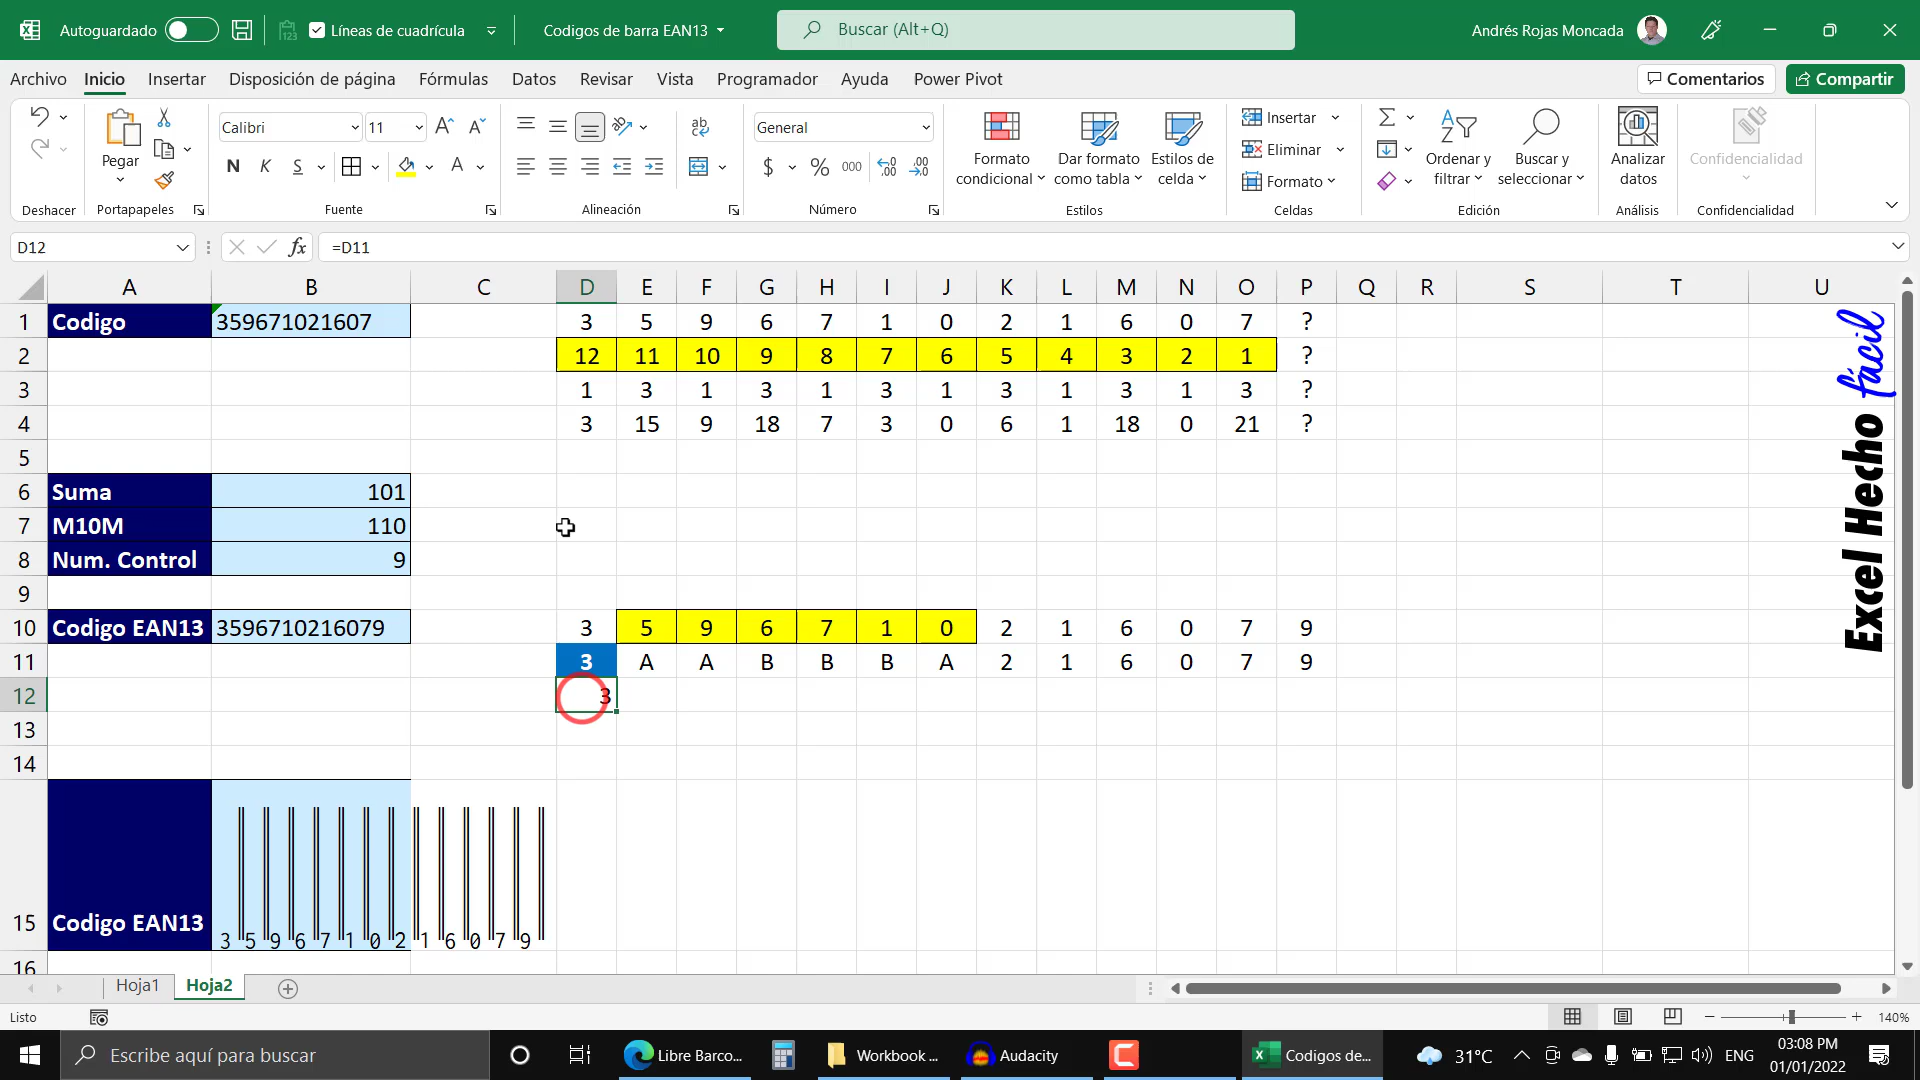 Autoguardado
Líneas de cuadrícula
Codigos de barra EAN13
Buscar (Alt+Q)
Andrés Rojas Moncada
Archivo Inicio Insertar Disposición de página Fórmulas Datos Revisar Vista Programador Ayuda Power Pivot
Comentarios Compartir
Pegar
Calibri 11
N K S
General
$ % 000
Formato condicional
Dar formato como tabla
Estilos de celda
Insertar
Eliminar
Formato
Ordenar y filtrar
Buscar y seleccionar
Analizar datos
Confidencialidad
Deshacer Portapapeles Fuente Alineación Número Estilos Celdas Edición Análisis Confidencialidad
D12 fx =D11
A B C D E F G H I J K L M N O P Q R S T U
1 Codigo 359671021607 3 5 9 6 7 1 0 2 1 6 0 7 ?
2 12 11 10 9 8 7 6 5 4 3 2 1 ?
3 1 3 1 3 1 3 1 3 1 3 1 3 ?
4 3 15 9 18 7 3 0 6 1 18 0 21 ?
5
6 Suma 101
7 M10M 110
8 Num. Control 9
9
10 Codigo EAN13 3596710216079 3 5 9 6 7 1 0 2 1 6 0 7 9
11 3 A A B B B A 2 1 6 0 7 9
12 3
13
14
15 Codigo EAN13 3 5 9 6 7 1 0 2 1 6 0 7 9
16
Excel Hecho fácil
Hoja1 Hoja2
Listo
140%
Escribe aquí para buscar
Libre Barco...
Workbook ...
Audacity
Codigos de...
31°C
ENG
03:08 PM
01/01/2022